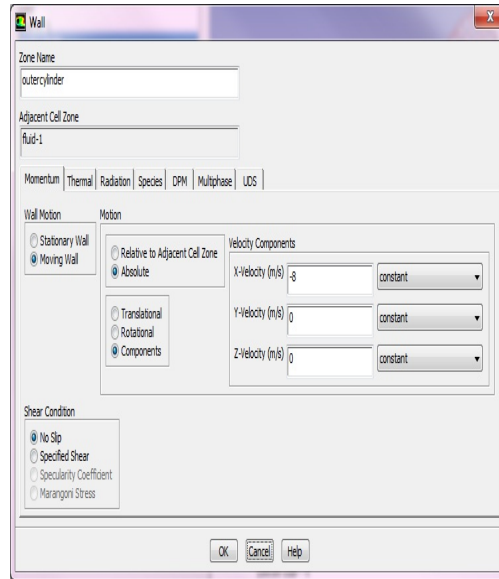 Wall
X
Zone Name
outercylinder
Adjacent Cell Zone
fluid-1
Momentum Thermal Radiation Species DPM Multiphase UDS
Wall Motion
Stationary Wall
Moving Wall
Motion
Relative to Adjacent Cell Zone
Absolute
Translational
Rotational
Components
Velocity Components
X-Velocity (m/s) -8 constant
Y-Velocity (m/s) 0 constant
Z-Velocity (m/s) 0 constant
Shear Condition
No Slip
Specified Shear
Specularity Coefficient
Marangoni Stress
OK Cancel Help